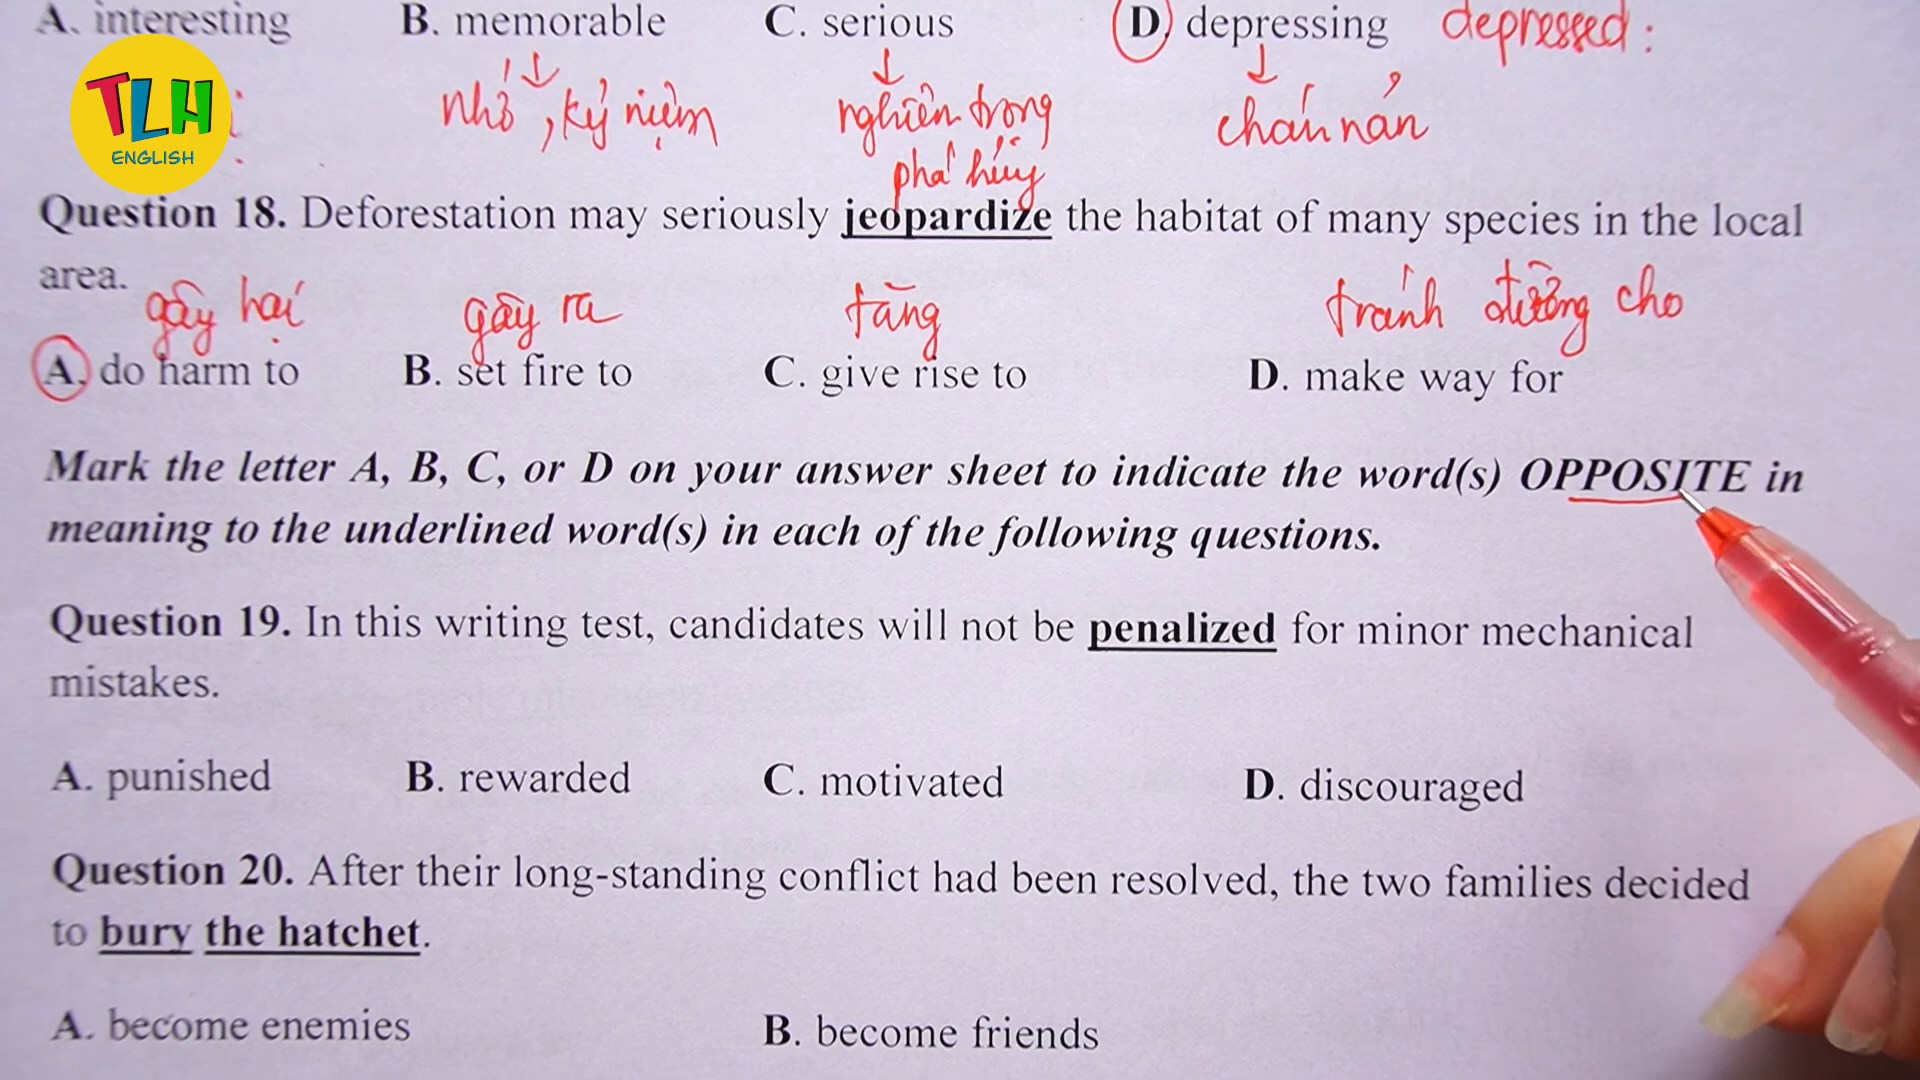 A. interesting B. memorable C. serious D. depressing depressed:
nhớ, kỷ niệm nghiêm trọng chán nản
TLH
ENGLISH
phá hủy
Question 18. Deforestation may seriously jeopardize the habitat of many species in the local
area.
gây hại gây ra tăng tránh đường cho
A. do harm to B. set fire to C. give rise to D. make way for
Mark the letter A, B, C, or D on your answer sheet to indicate the word(s) OPPOSITE in
meaning to the underlined word(s) in each of the following questions.
Question 19. In this writing test, candidates will not be penalized for minor mechanical
mistakes.
A. punished B. rewarded C. motivated D. discouraged
Question 20. After their long-standing conflict had been resolved, the two families decided
to bury the hatchet.
A. become enemies B. become friends